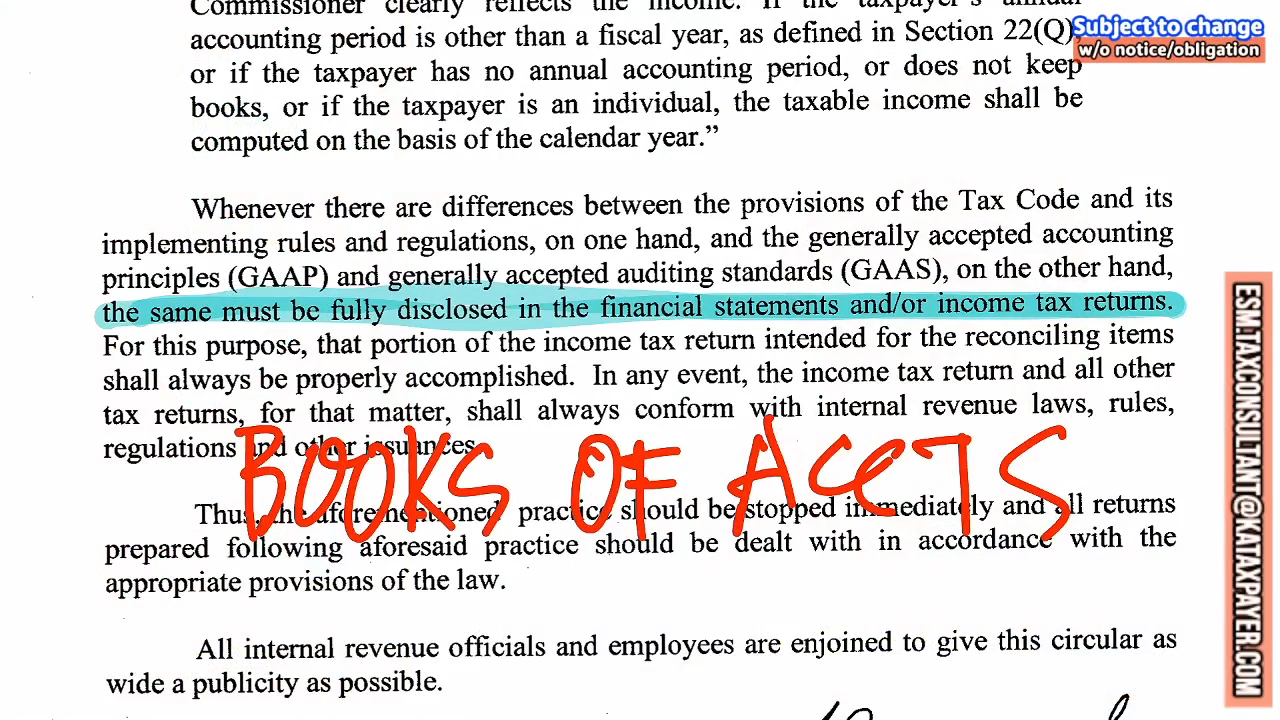 Commissioner clearly reflects the income. If the taxpayer's annual
accounting period is other than a fiscal year, as defined in Section 22(Q),
or if the taxpayer has no annual accounting period, or does not keep
books, or if the taxpayer is an individual, the taxable income shall be
computed on the basis of the calendar year.”
Subject to change
w/o notice/obligation
Whenever there are differences between the provisions of the Tax Code and its
implementing rules and regulations, on one hand, and the generally accepted accounting
principles (GAAP) and generally accepted auditing standards (GAAS), on the other hand,
the same must be fully disclosed in the financial statements and/or income tax returns.
For this purpose, that portion of the income tax return intended for the reconciling items
shall always be properly accomplished. In any event, the income tax return and all other
tax returns, for that matter, shall always conform with internal revenue laws, rules,
regulations and other issuances.
BOOKS OF ACCTS
Thus, the aforementioned practice should be stopped immediately and all returns
prepared following aforesaid practice should be dealt with in accordance with the
appropriate provisions of the law.
All internal revenue officials and employees are enjoined to give this circular as
wide a publicity as possible.
ESM.TAXCONSULTANT@KATAXPAYER.COM